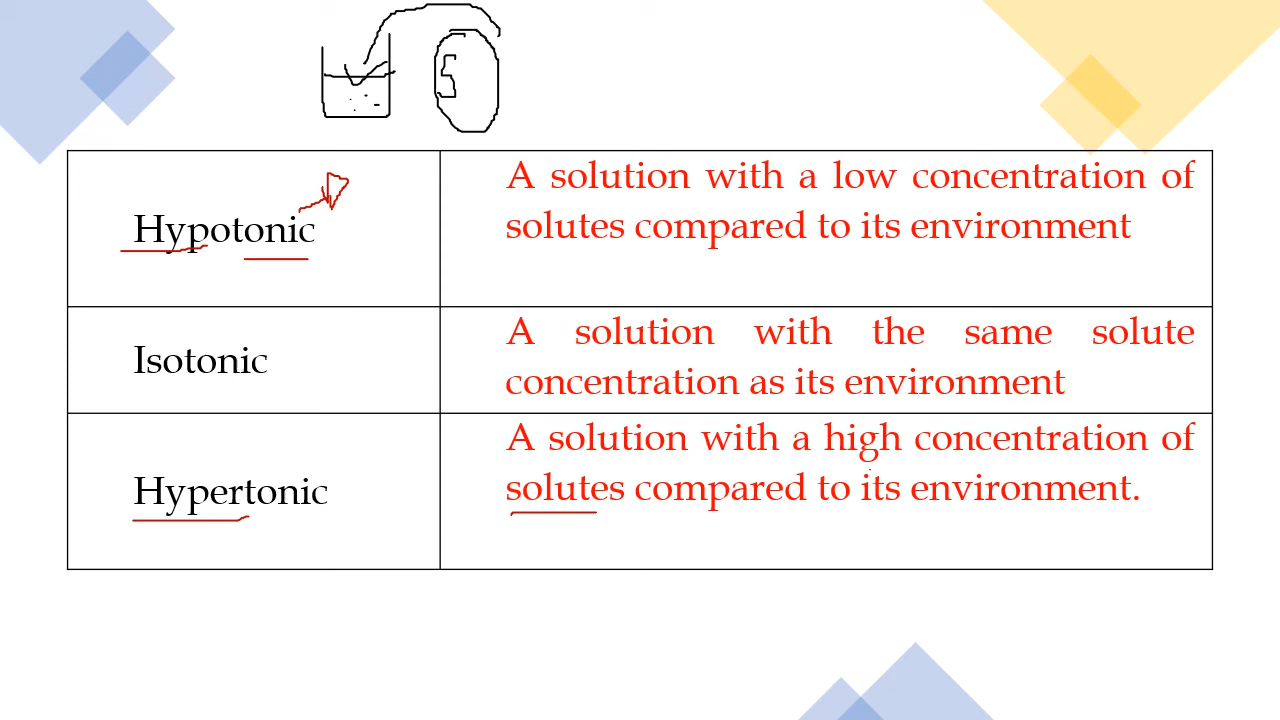 Hypotonic
A solution with a low concentration of
solutes compared to its environment
Isotonic
A solution with the same solute
concentration as its environment
Hypertonic
A solution with a high concentration of
solutes compared to its environment.